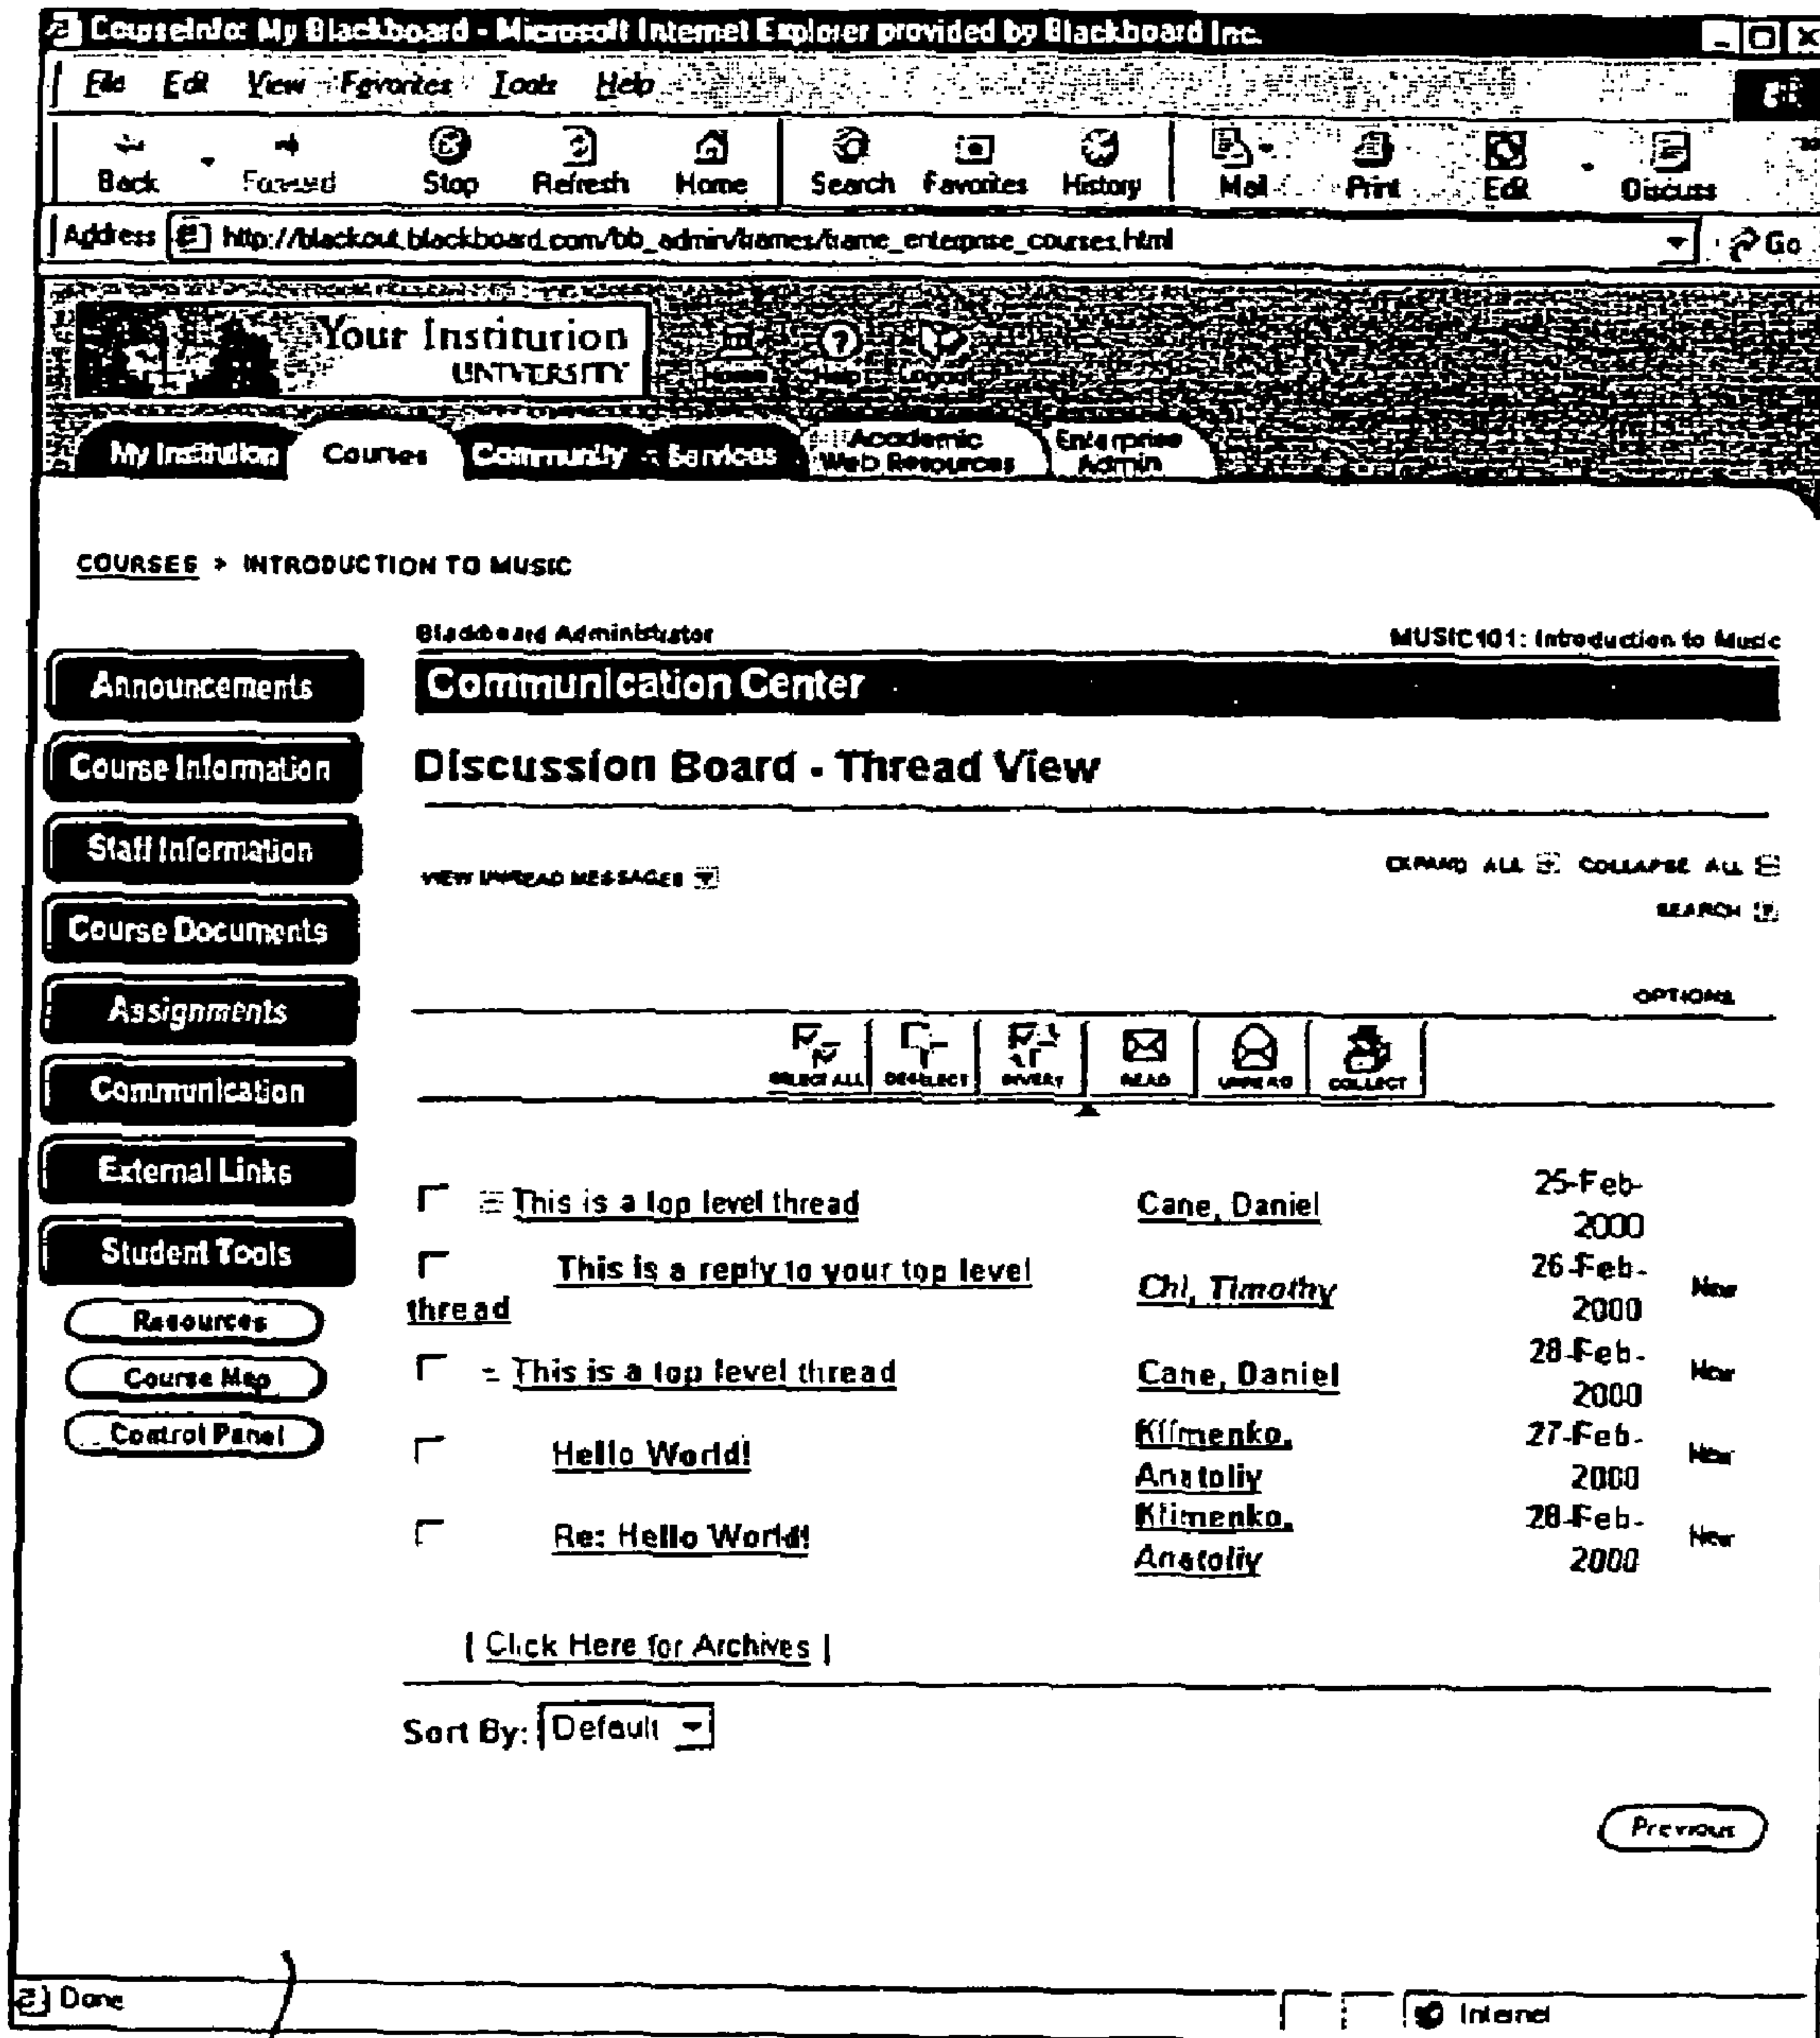 CourseInfo: My Blackboard - Microsoft Internet Explorer provided by Blackboard Inc.
File Edit View Favorites Tools Help
Back Forward Stop Refresh Home Search Favorites History Mail Print Edit Discuss
Address http://blackout.blackboard.com/bb_admin/frames/frame_enterprise_courses.html Go
Your Institution
UNIVERSITY
Help Logout
My Institution Courses Community Services Academic Web Resources Enterprise Admin
COURSES > INTRODUCTION TO MUSIC
Blackboard Administrator MUSIC101: Introduction to Music
Announcements
Course Information
Staff Information
Course Documents
Assignments
Communication
External Links
Student Tools
Resources
Course Map
Control Panel
Communication Center
Discussion Board - Thread View
VIEW UNREAD MESSAGES EXPAND ALL COLLAPSE ALL
SEARCH
OPTIONS
SELECT ALL DESELECT INVERT READ UNREAD COLLECT
This is a top level thread Cane, Daniel 25-Feb-2000
This is a reply to your top level thread Chi, Timothy 26-Feb-2000 New
This is a top level thread Cane, Daniel 28-Feb-2000 New
Hello World! Klimenko, Anatoliy 27-Feb-2000 New
Re: Hello World! Klimenko, Anatoliy 28-Feb-2000 New
[ Click Here for Archives ]
Sort By: Default
Previous
Done Internet